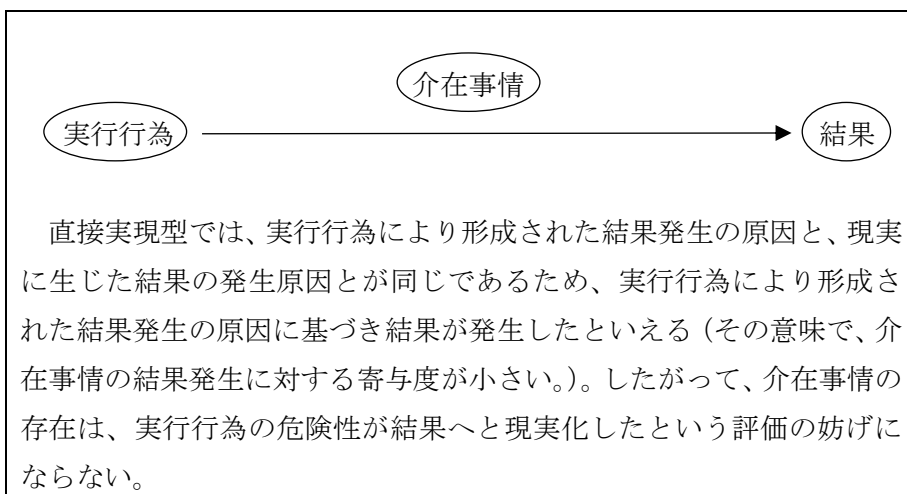 介在事情
実行行為
結果
直接実現型では、実行行為により形成された結果発生の原因と、現実
に生じた結果の発生原因とが同じであるため、実行行為により形成さ
れた結果発生の原因に基づき結果が発生したといえる（その意味で、介
在事情の結果発生に対する寄与度が小さい。）。したがって、介在事情の
存在は、実行行為の危険性が結果へと現実化したという評価の妨げに
ならない。